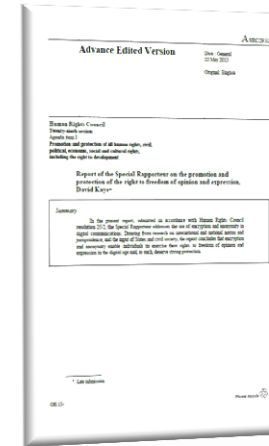 Advance Edited Version
Distr.: General
22 May 2015
Original: English
Human Rights Council
Twenty-ninth session
Agenda item 3
Promotion and protection of all human rights, civil,
political, economic, social and cultural rights,
including the right to development
Report of the Special Rapporteur on the promotion and
protection of the right to freedom of opinion and expression,
David Kaye*
Summary
In the present report, submitted in accordance with Human Rights Council
resolution 25/2, the Special Rapporteur addresses the use of encryption and anonymity in
digital communications. Drawing from research on international and national norms and
jurisprudence, and the input of States and civil society, the report concludes that encryption
and anonymity enable individuals to exercise their rights to freedom of opinion and
expression in the digital age and, as such, deserve strong protection.
* Late submission.
Please recycle